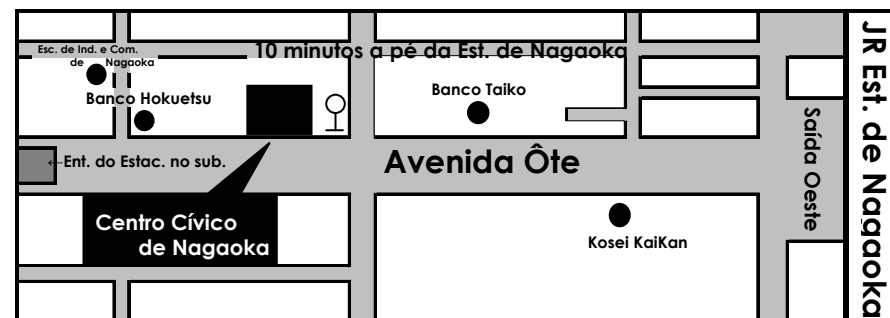 Esc. de Ind. e Com.
de Nagaoka
10 minutos a pé da Est. de Nagaoka
Banco Hokuetsu
Banco Taiko
←Ent. do Estac. no sub.
Avenida Ôte
Centro Cívico
de Nagaoka
Kosei KaiKan
Saída Oeste
JR Est. de Nagaoka